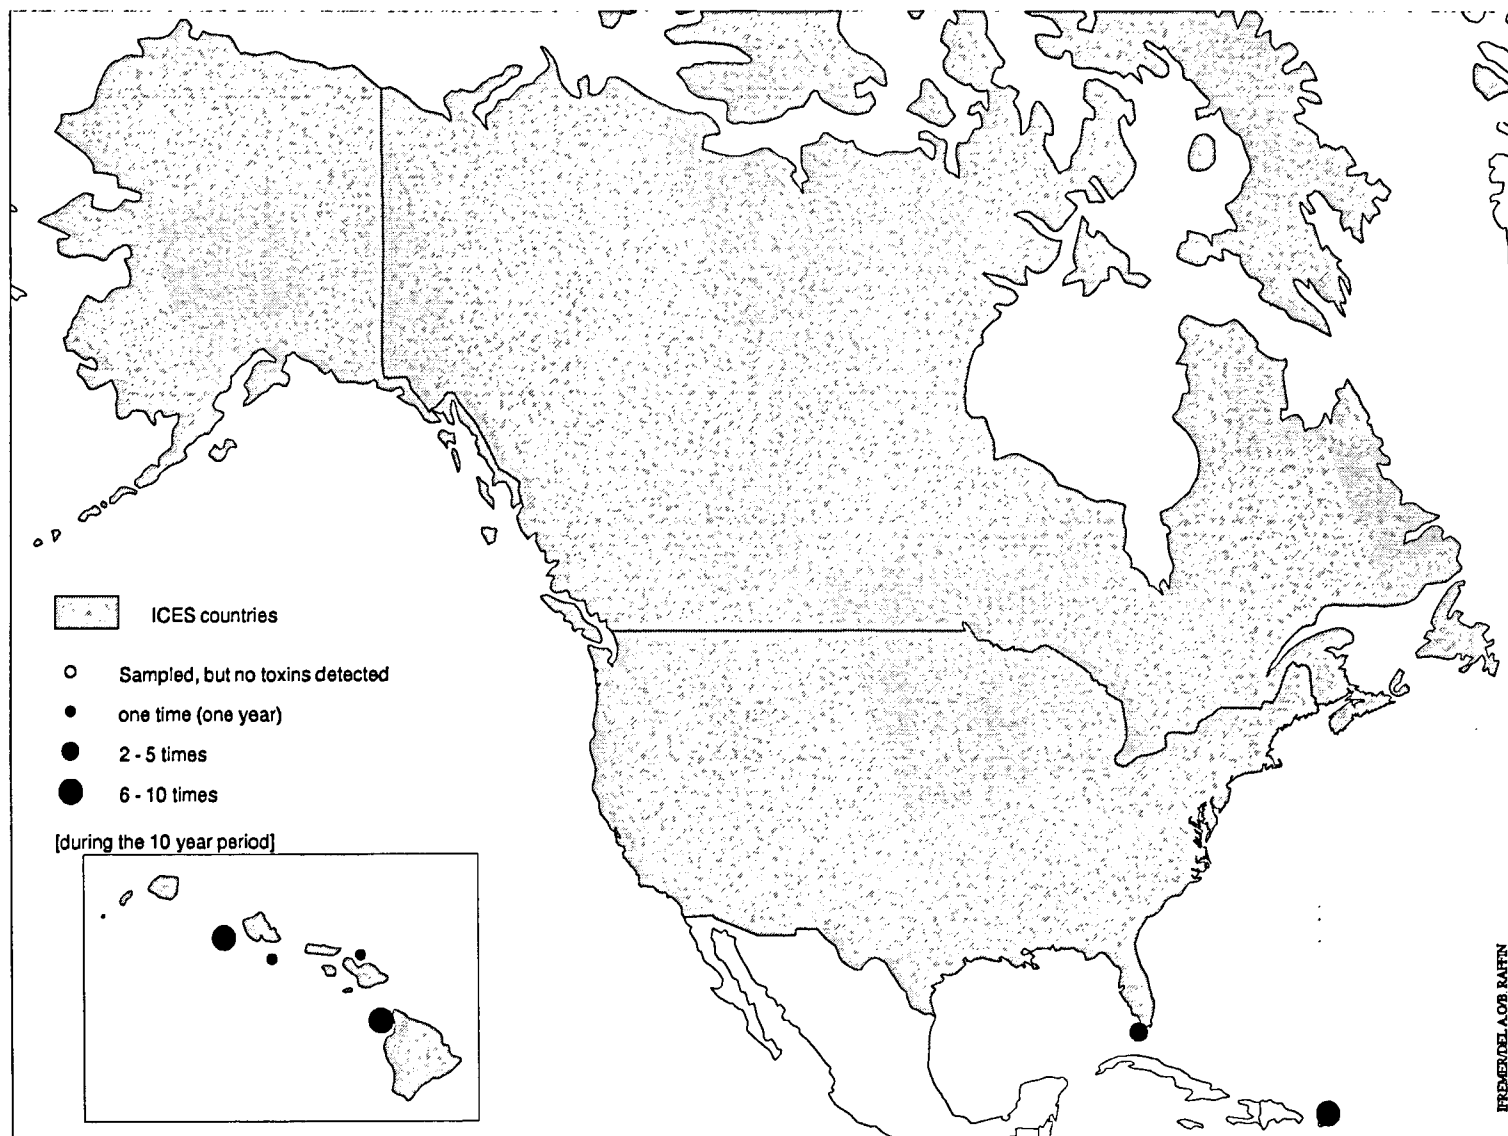 ICES countries
Sampled, but no toxins detected
one time (one year)
2 - 5 times
6 - 10 times
[during the 10 year period]
IFREMER/DEL A.O/B. RAFFIN